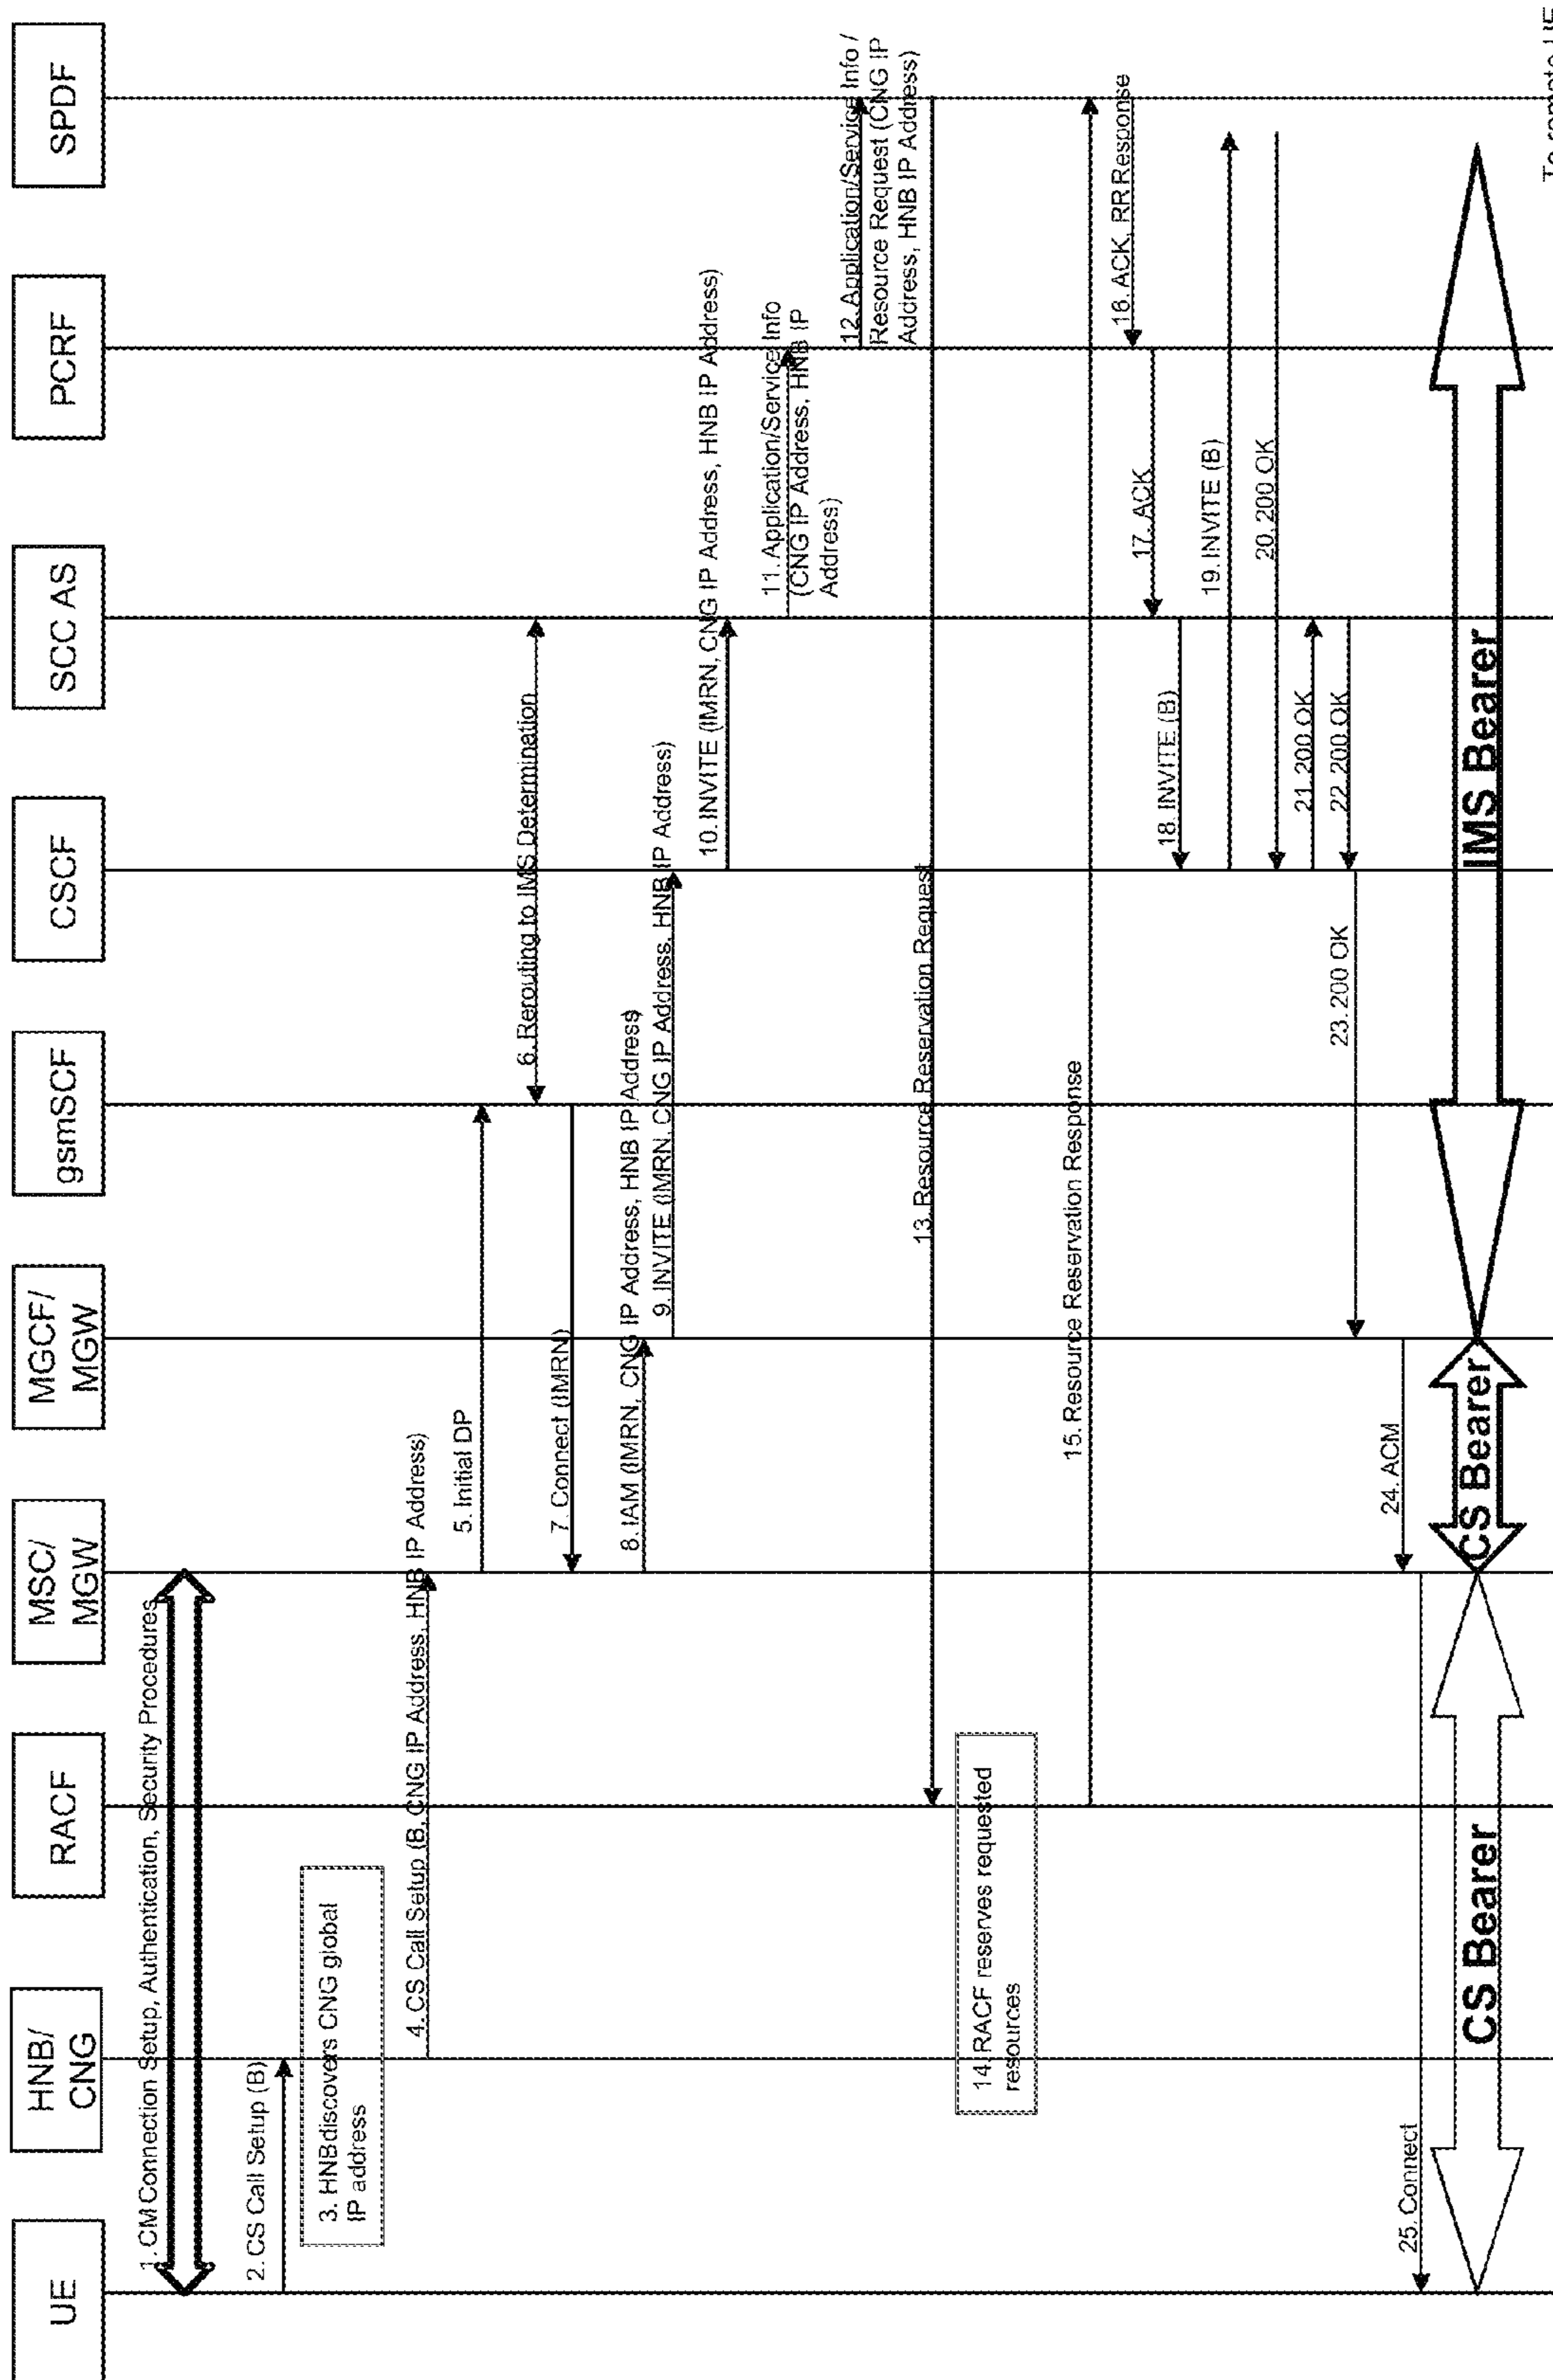 UE
HNB/
CNG
RACF
MSC/
MGW
MGCF/
MGW
gsmSCF
CSCF
SCC AS
PCRF
SPDF
1. CM Connection Setup, Authentication, Security Procedures
2. CS Call Setup (B)
3. HNB discovers CNG global
IP address
4. CS Call Setup (B, CNG IP Address, HNB IP Address)
5. Initial DP
6. Rerouting to IMS Determination
7. Connect (IMRN)
8. IAM (IMRN, CNG IP Address, HNB IP Address)
9. INVITE (IMRN, CNG IP Address, HNB IP Address)
10. INVITE (IMRN, CNG IP Address, HNB IP Address)
11. Application/Service Info
(CNG IP Address, HNB IP
Address)
12. Application/Service Info /
Resource Request (CNG IP
Address, HNB IP Address)
13. Resource Reservation Request
14. RACF reserves requested
resources
15. Resource Reservation Response
16. ACK, RR Response
17. ACK
18. INVITE (B)
19. INVITE (B)
20. 200 OK
21. 200 OK
22. 200 OK
23. 200 OK
24. ACM
25. Connect
CS Bearer
CS Bearer
IMS Bearer
To remote UE